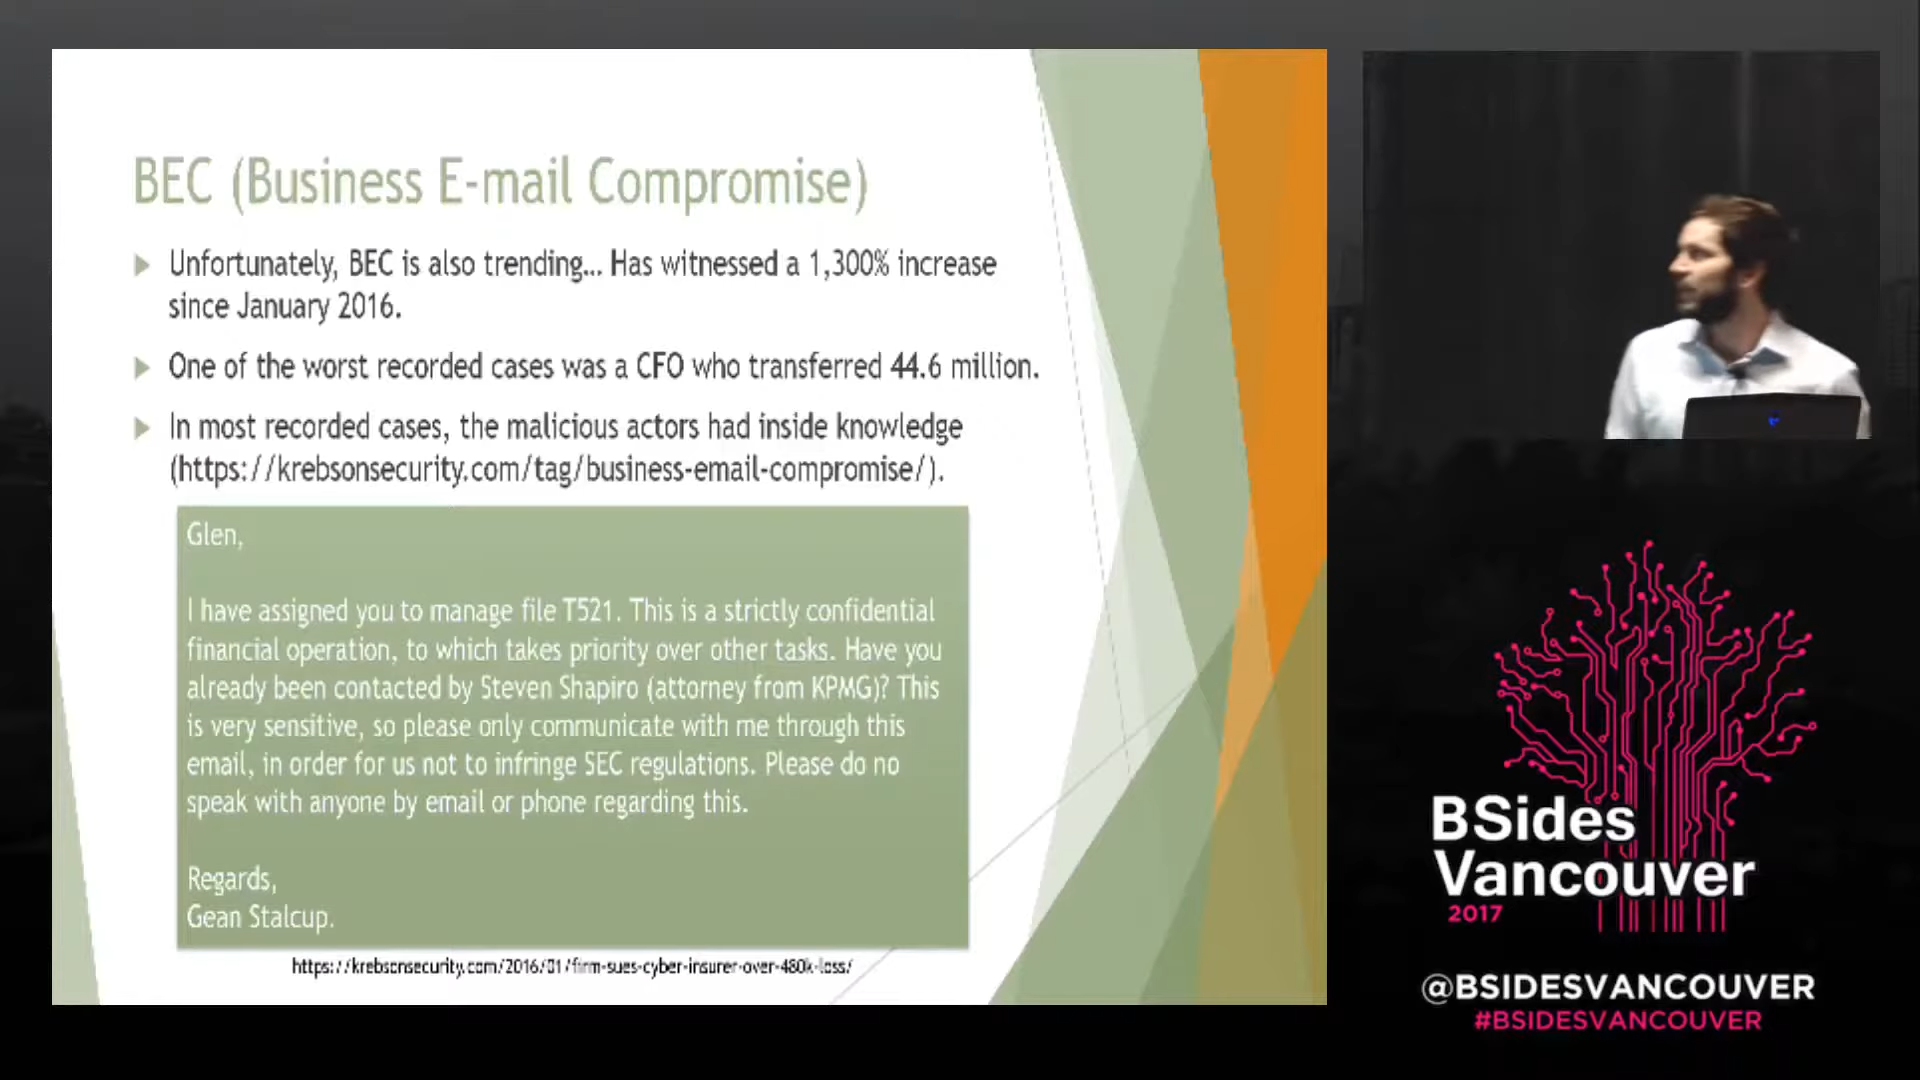 BEC (Business E-mail Compromise)
Unfortunately, BEC is also trending... Has witnessed a 1,300% increase
since January 2016.
One of the worst recorded cases was a CFO who transferred 44.6 million.
In most recorded cases, the malicious actors had inside knowledge
(https://krebsonsecurity.com/tag/business-email-compromise/).
Glen,
I have assigned you to manage file T521. This is a strictly confidential
financial operation, to which takes priority over other tasks. Have you
already been contacted by Steven Shapiro (attorney from KPMG)? This
is very sensitive, so please only communicate with me through this
email, in order for us not to infringe SEC regulations. Please do no
speak with anyone by email or phone regarding this.
Regards,
Gean Stalcup.
https://krebsonsecurity.com/2016/01/firm-sues-cyber-insurer-over-480k-loss/
BSides
Vancouver
2017
@BSIDESVANCOUVER
#BSIDESVANCOUVER